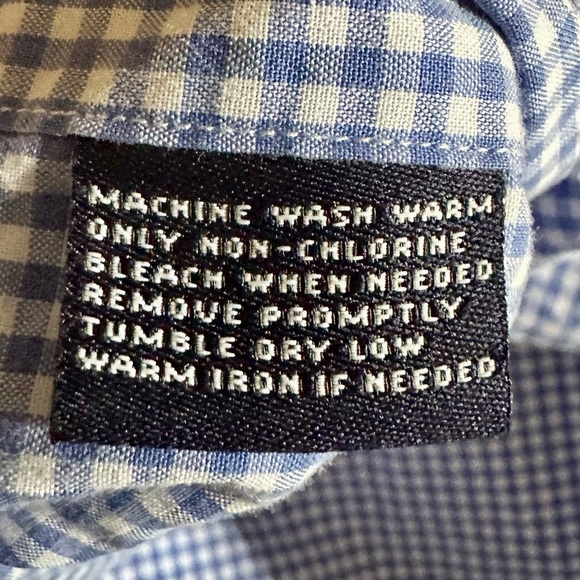 MACHINE WASH WARM
ONLY NON-CHLORINE
BLEACH WHEN NEEDED
REMOVE PROMPTLY
TUMBLE DRY LOW
WARM IRON IF NEEDED